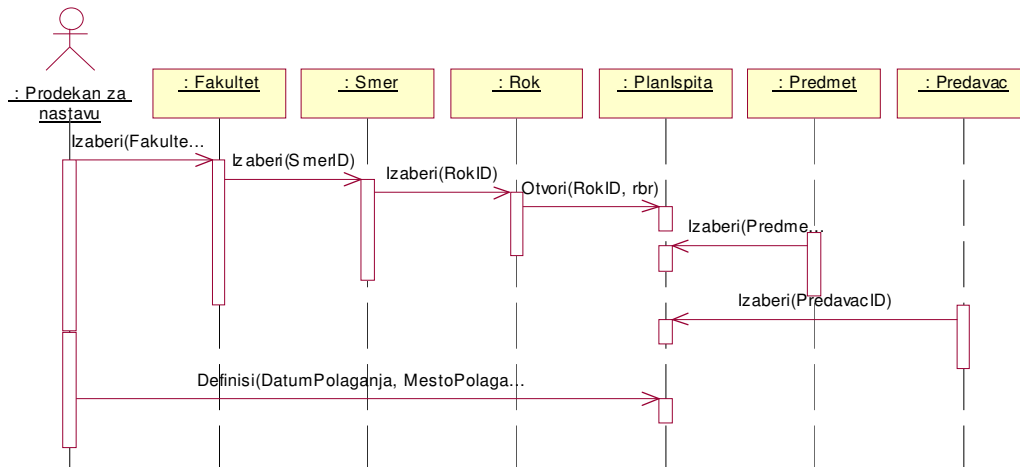 : Prodekan za
nastavu
: Fakultet
: Smer
: Rok
: PlanIspita
: Predmet
: Predavac
Izaberi(Fakulte...
Izaberi(SmerID)
Izaberi(RokID)
Otvori(RokID, rbr)
Izaberi(Predme...
Izaberi(PredavacID)
Definisi(DatumPolaganja, MestoPolaga...